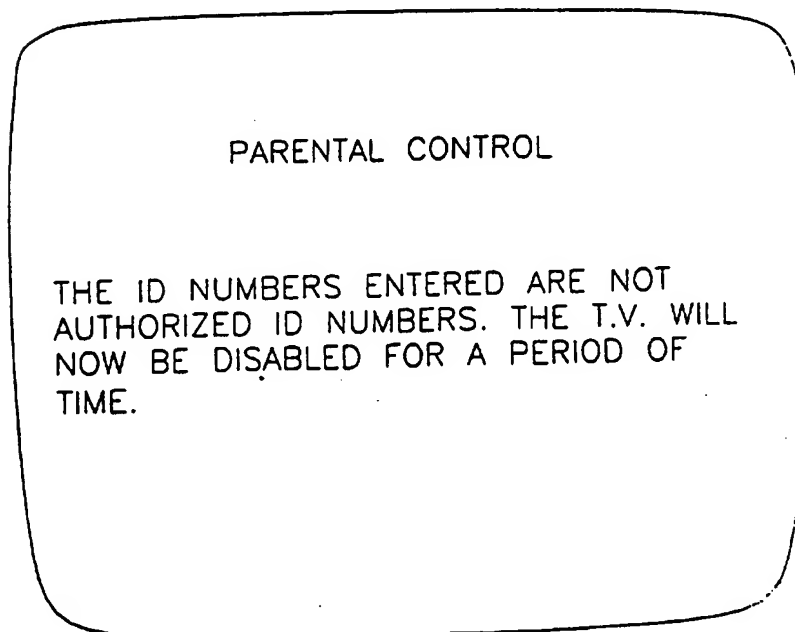 PARENTAL CONTROL
THE ID NUMBERS ENTERED ARE NOT
AUTHORIZED ID NUMBERS. THE T.V. WILL
NOW BE DISABLED FOR A PERIOD OF
TIME.